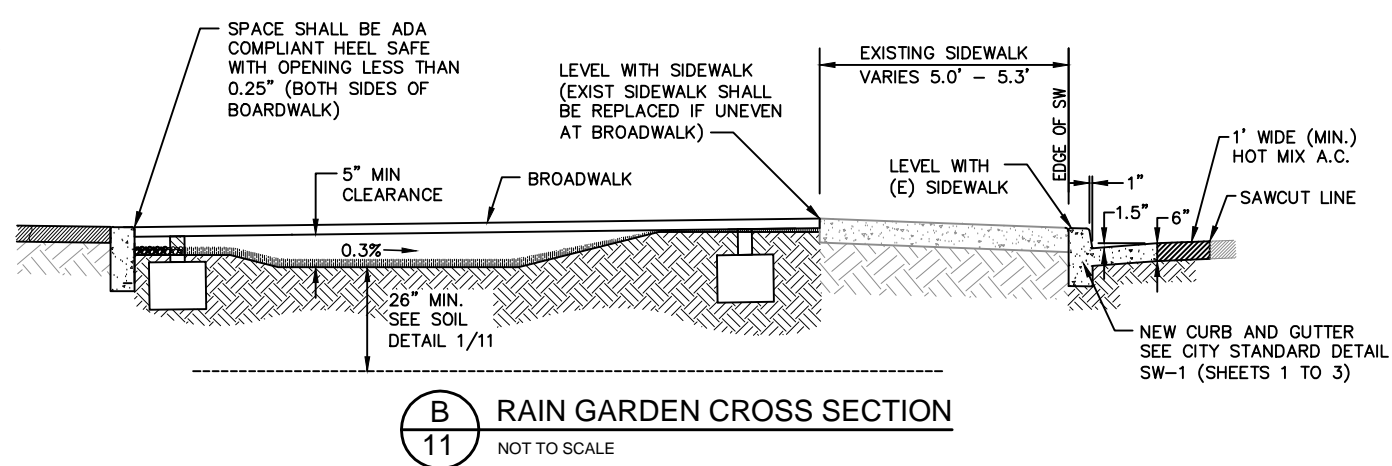 SPACE SHALL BE ADA
COMPLIANT HEEL SAFE
WITH OPENING LESS THAN
0.25" (BOTH SIDES OF
BOARDWALK)
LEVEL WITH SIDEWALK
(EXIST SIDEWALK SHALL
BE REPLACED IF UNEVEN
AT BROADWALK)
EXISTING SIDEWALK
VARIES 5.0' - 5.3'
EDGE OF SW
LEVEL WITH
(E) SIDEWALK
1"
1.5"
6"
1' WIDE (MIN.)
HOT MIX A.C.
SAWCUT LINE
5" MIN
CLEARANCE
BROADWALK
0.3%
26" MIN.
SEE SOIL
DETAIL 1/11
NEW CURB AND GUTTER
SEE CITY STANDARD DETAIL
SW-1 (SHEETS 1 TO 3)
B
11
RAIN GARDEN CROSS SECTION
NOT TO SCALE